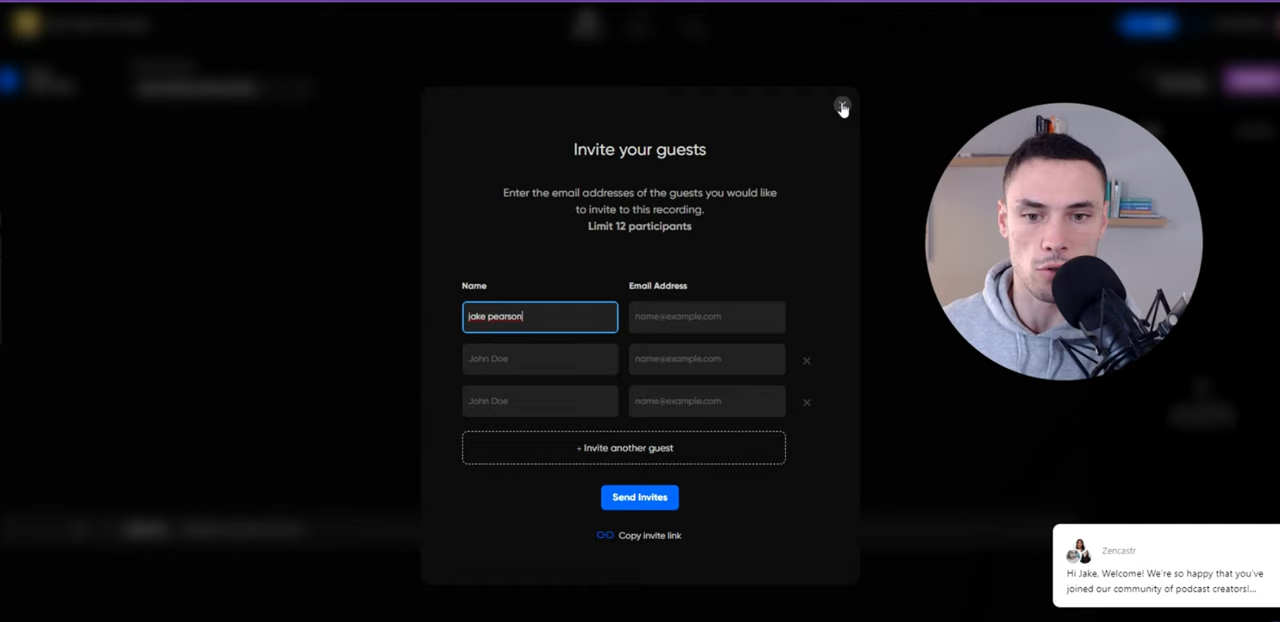 Invite your guests
Enter the email addresses of the guests you would like
to invite to this recording.
Limit 12 participants
Name Email Address
jake pearson name@example.com
John Doe name@example.com
John Doe name@example.com
+ Invite another guest
Send Invites
Copy invite link
Zencastr
Hi Jake, Welcome! We're so happy that you've
joined our community of podcast creators!...